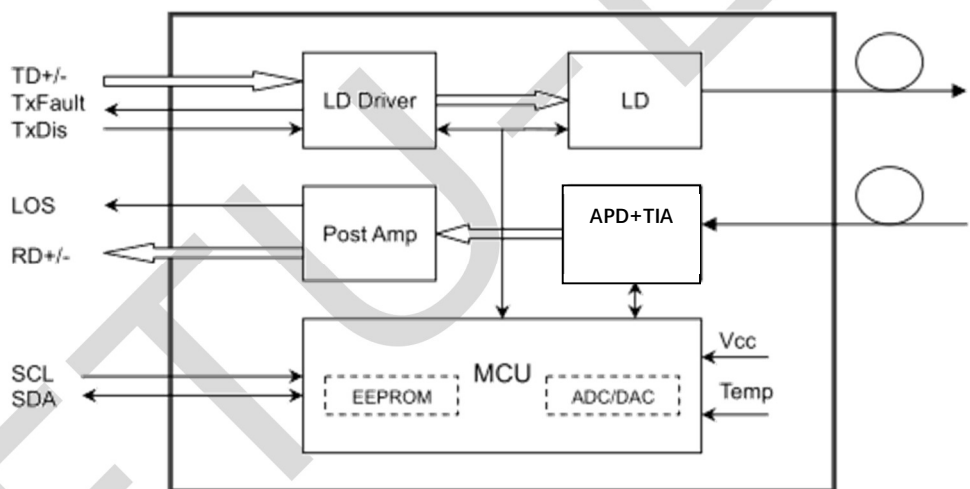 TD+/-
TxFault
TxDis
LD Driver
LD
LOS
RD+/-
Post Amp
APD+TIA
SCL
SDA
MCU
EEPROM
ADC/DAC
Vcc
Temp